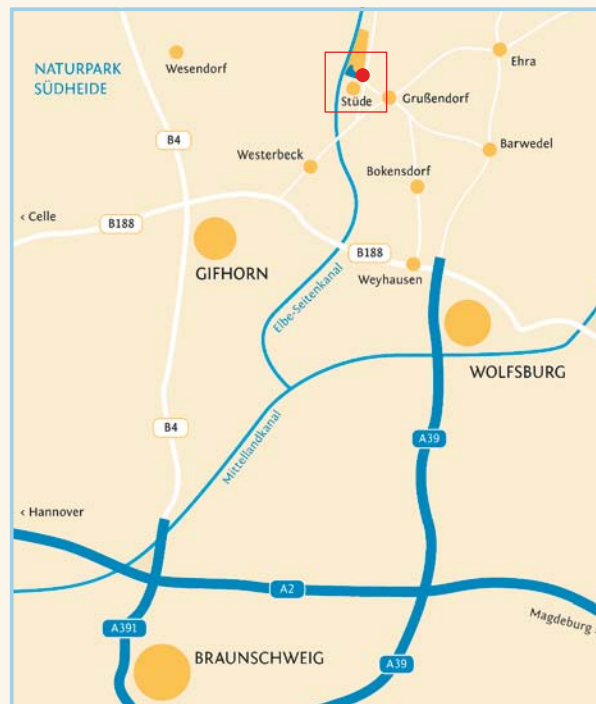 NATURPARK
SÜDHEIDE
Wesendorf
Ehra
Stüde
Grußendorf
B4
Barwedel
Westerbeck
Bokensdorf
< Celle
B188
B188
GIFHORN
Weyhausen
Elbe-Seitenkanal
WOLFSBURG
Mittellandkanal
B4
A39
< Hannover
A2
Magdeburg
A391
BRAUNSCHWEIG
A39